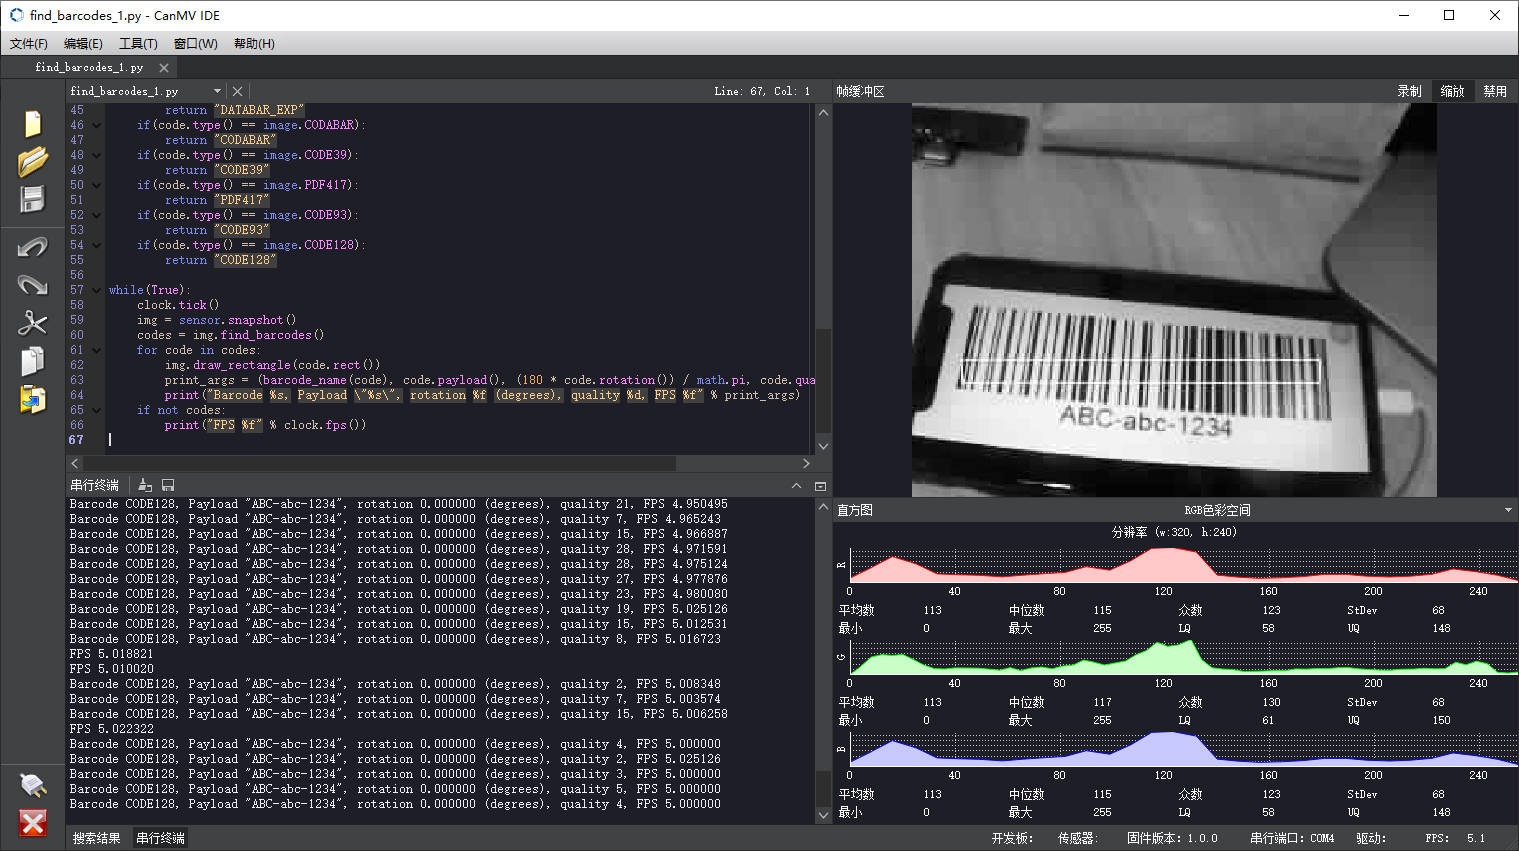 find_barcodes_1.py - CanMV IDE
文件(F) 编辑(E) 工具(T) 窗口(W) 帮助(H)
find_barcodes_1.py
find_barcodes_1.py Line: 67, Col: 1
45 return "DATABAR_EXP"
46 if(code.type() == image.CODABAR):
47 return "CODABAR"
48 if(code.type() == image.CODE39):
49 return "CODE39"
50 if(code.type() == image.PDF417):
51 return "PDF417"
52 if(code.type() == image.CODE93):
53 return "CODE93"
54 if(code.type() == image.CODE128):
55 return "CODE128"
56
57 while(True):
58 clock.tick()
59 img = sensor.snapshot()
60 codes = img.find_barcodes()
61 for code in codes:
62 img.draw_rectangle(code.rect())
63 print_args = (barcode_name(code), code.payload(), (180 * code.rotation()) / math.pi, code.qua
64 print("Barcode %s, Payload \"%s\", rotation %f (degrees), quality %d, FPS %f" % print_args)
65 if not codes:
66 print("FPS %f" % clock.fps())
67
串行终端
Barcode CODE128, Payload "ABC-abc-1234", rotation 0.000000 (degrees), quality 21, FPS 4.950495
Barcode CODE128, Payload "ABC-abc-1234", rotation 0.000000 (degrees), quality 7, FPS 4.965243
Barcode CODE128, Payload "ABC-abc-1234", rotation 0.000000 (degrees), quality 15, FPS 4.966887
Barcode CODE128, Payload "ABC-abc-1234", rotation 0.000000 (degrees), quality 28, FPS 4.971591
Barcode CODE128, Payload "ABC-abc-1234", rotation 0.000000 (degrees), quality 28, FPS 4.975124
Barcode CODE128, Payload "ABC-abc-1234", rotation 0.000000 (degrees), quality 27, FPS 4.977876
Barcode CODE128, Payload "ABC-abc-1234", rotation 0.000000 (degrees), quality 23, FPS 4.980080
Barcode CODE128, Payload "ABC-abc-1234", rotation 0.000000 (degrees), quality 19, FPS 5.025126
Barcode CODE128, Payload "ABC-abc-1234", rotation 0.000000 (degrees), quality 15, FPS 5.012531
Barcode CODE128, Payload "ABC-abc-1234", rotation 0.000000 (degrees), quality 8, FPS 5.016723
FPS 5.018821
FPS 5.010020
Barcode CODE128, Payload "ABC-abc-1234", rotation 0.000000 (degrees), quality 2, FPS 5.008348
Barcode CODE128, Payload "ABC-abc-1234", rotation 0.000000 (degrees), quality 7, FPS 5.003574
Barcode CODE128, Payload "ABC-abc-1234", rotation 0.000000 (degrees), quality 15, FPS 5.006258
FPS 5.022322
Barcode CODE128, Payload "ABC-abc-1234", rotation 0.000000 (degrees), quality 4, FPS 5.000000
Barcode CODE128, Payload "ABC-abc-1234", rotation 0.000000 (degrees), quality 2, FPS 5.025126
Barcode CODE128, Payload "ABC-abc-1234", rotation 0.000000 (degrees), quality 3, FPS 5.000000
Barcode CODE128, Payload "ABC-abc-1234", rotation 0.000000 (degrees), quality 5, FPS 5.000000
Barcode CODE128, Payload "ABC-abc-1234", rotation 0.000000 (degrees), quality 4, FPS 5.000000
帧缓冲区 录制 缩放 禁用
ABC-abc-1234
直方图 RGB色彩空间
分辨率 (w:320, h:240)
R
0 40 80 120 160 200 240
平均数 113 中位数 115 众数 123 StDev 68
最小 0 最大 255 LQ 58 UQ 148
G
0 40 80 120 160 200 240
平均数 113 中位数 117 众数 130 StDev 68
最小 0 最大 255 LQ 61 UQ 150
B
0 40 80 120 160 200 240
平均数 113 中位数 115 众数 123 StDev 68
最小 0 最大 255 LQ 58 UQ 148
搜索结果 串行终端 开发板: 传感器: 固件版本: 1.0.0 串行端口: COM4 驱动: FPS: 5.1